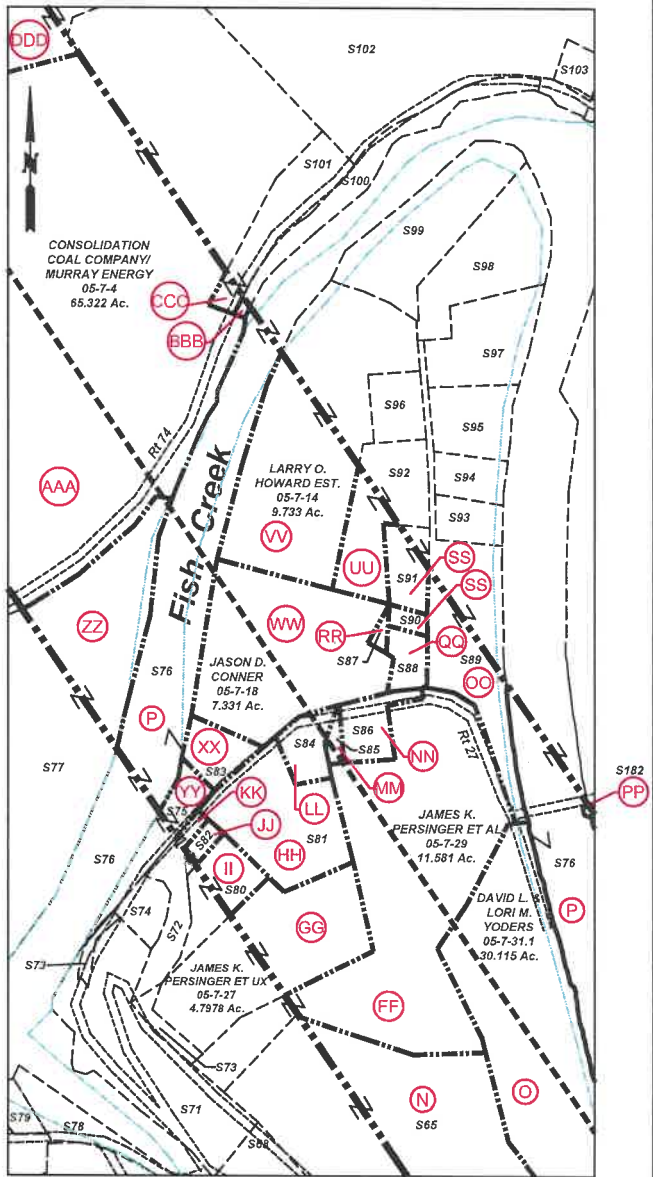 DDD
S102
S103
N
S101
S100
CONSOLIDATION
COAL COMPANY/
MURRAY ENERGY
05-7-4
65.322 Ac.
S99
S98
CCC
BBB
S97
S96
S95
Rt 74
Fish Creek
LARRY O.
HOWARD EST.
05-7-14
9.733 Ac.
S92
S94
AAA
S93
VV
UU
SS
S91
SS
ZZ
WW
RR
S90
QQ
S87
S88
S89
S76
JASON D.
CONNER
05-7-18
7.331 Ac.
OO
P
XX
S84
S86
S85
NN
Rt 27
S77
S83
MM
S182
YY
KK
LL
PP
S75
JJ
S82
S81
JAMES K.
PERSINGER ET AL
05-7-29
11.581 Ac.
S76
HH
S76
II
S80
DAVID L. &
LORI M.
YODERS
05-7-31.1
30.115 Ac.
P
S74
S72
GG
S73
JAMES K.
PERSINGER ET UX
05-7-27
4.7978 Ac.
FF
S73
O
N
S71
S65
S79
S78
S68